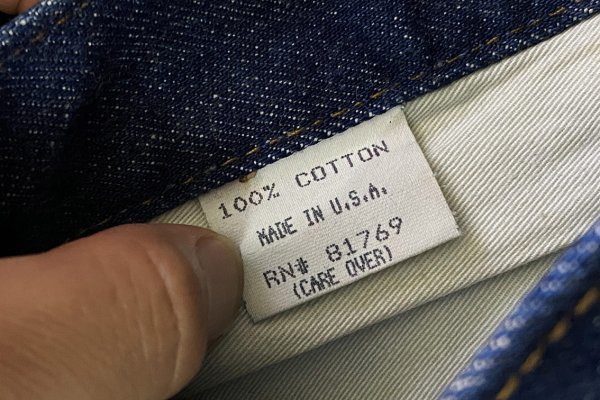 100% COTTON
MADE IN U.S.A.
RN# 81769
(CARE OVER)